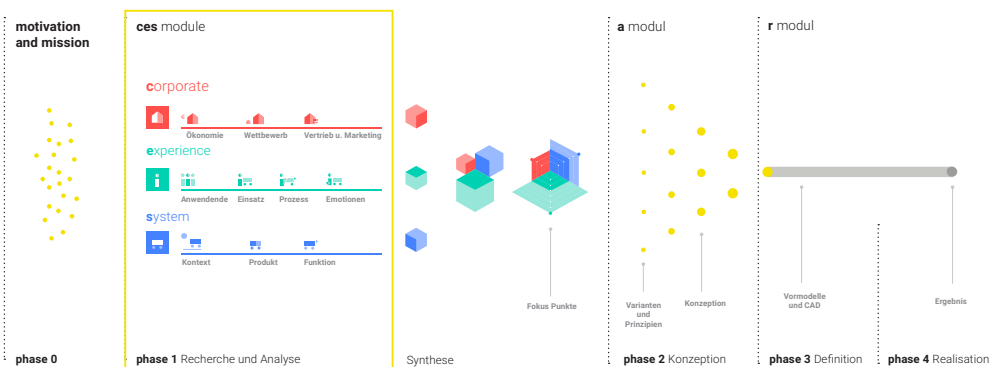 motivation
and mission
ces module
a modul
r modul
corporate
Ökonomie
Wettbewerb
Vertrieb u. Marketing
experience
Anwendende
Einsatz
Prozess
Emotionen
system
Kontext
Produkt
Funktion
Fokus Punkte
Varianten
und
Prinzipien
Konzeption
Vormodelle
und CAD
Ergebnis
phase 0
phase 1 Recherche und Analyse
Synthese
phase 2 Konzeption
phase 3 Definition
phase 4 Realisation